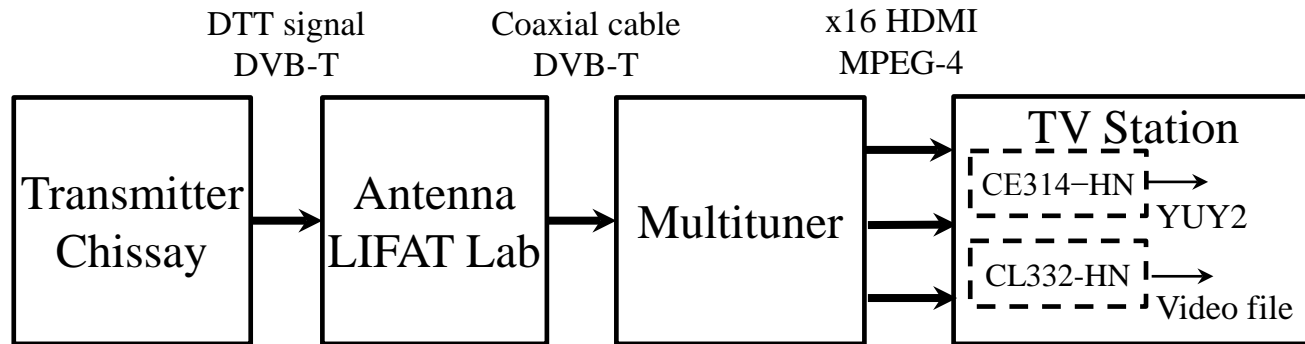 DTT signal
DVB-T
Coaxial cable
DVB-T
x16 HDMI
MPEG-4
Transmitter
Chissay
Antenna
LIFAT Lab
Multituner
TV Station
CE314−HN
YUY2
CL332-HN
Video file